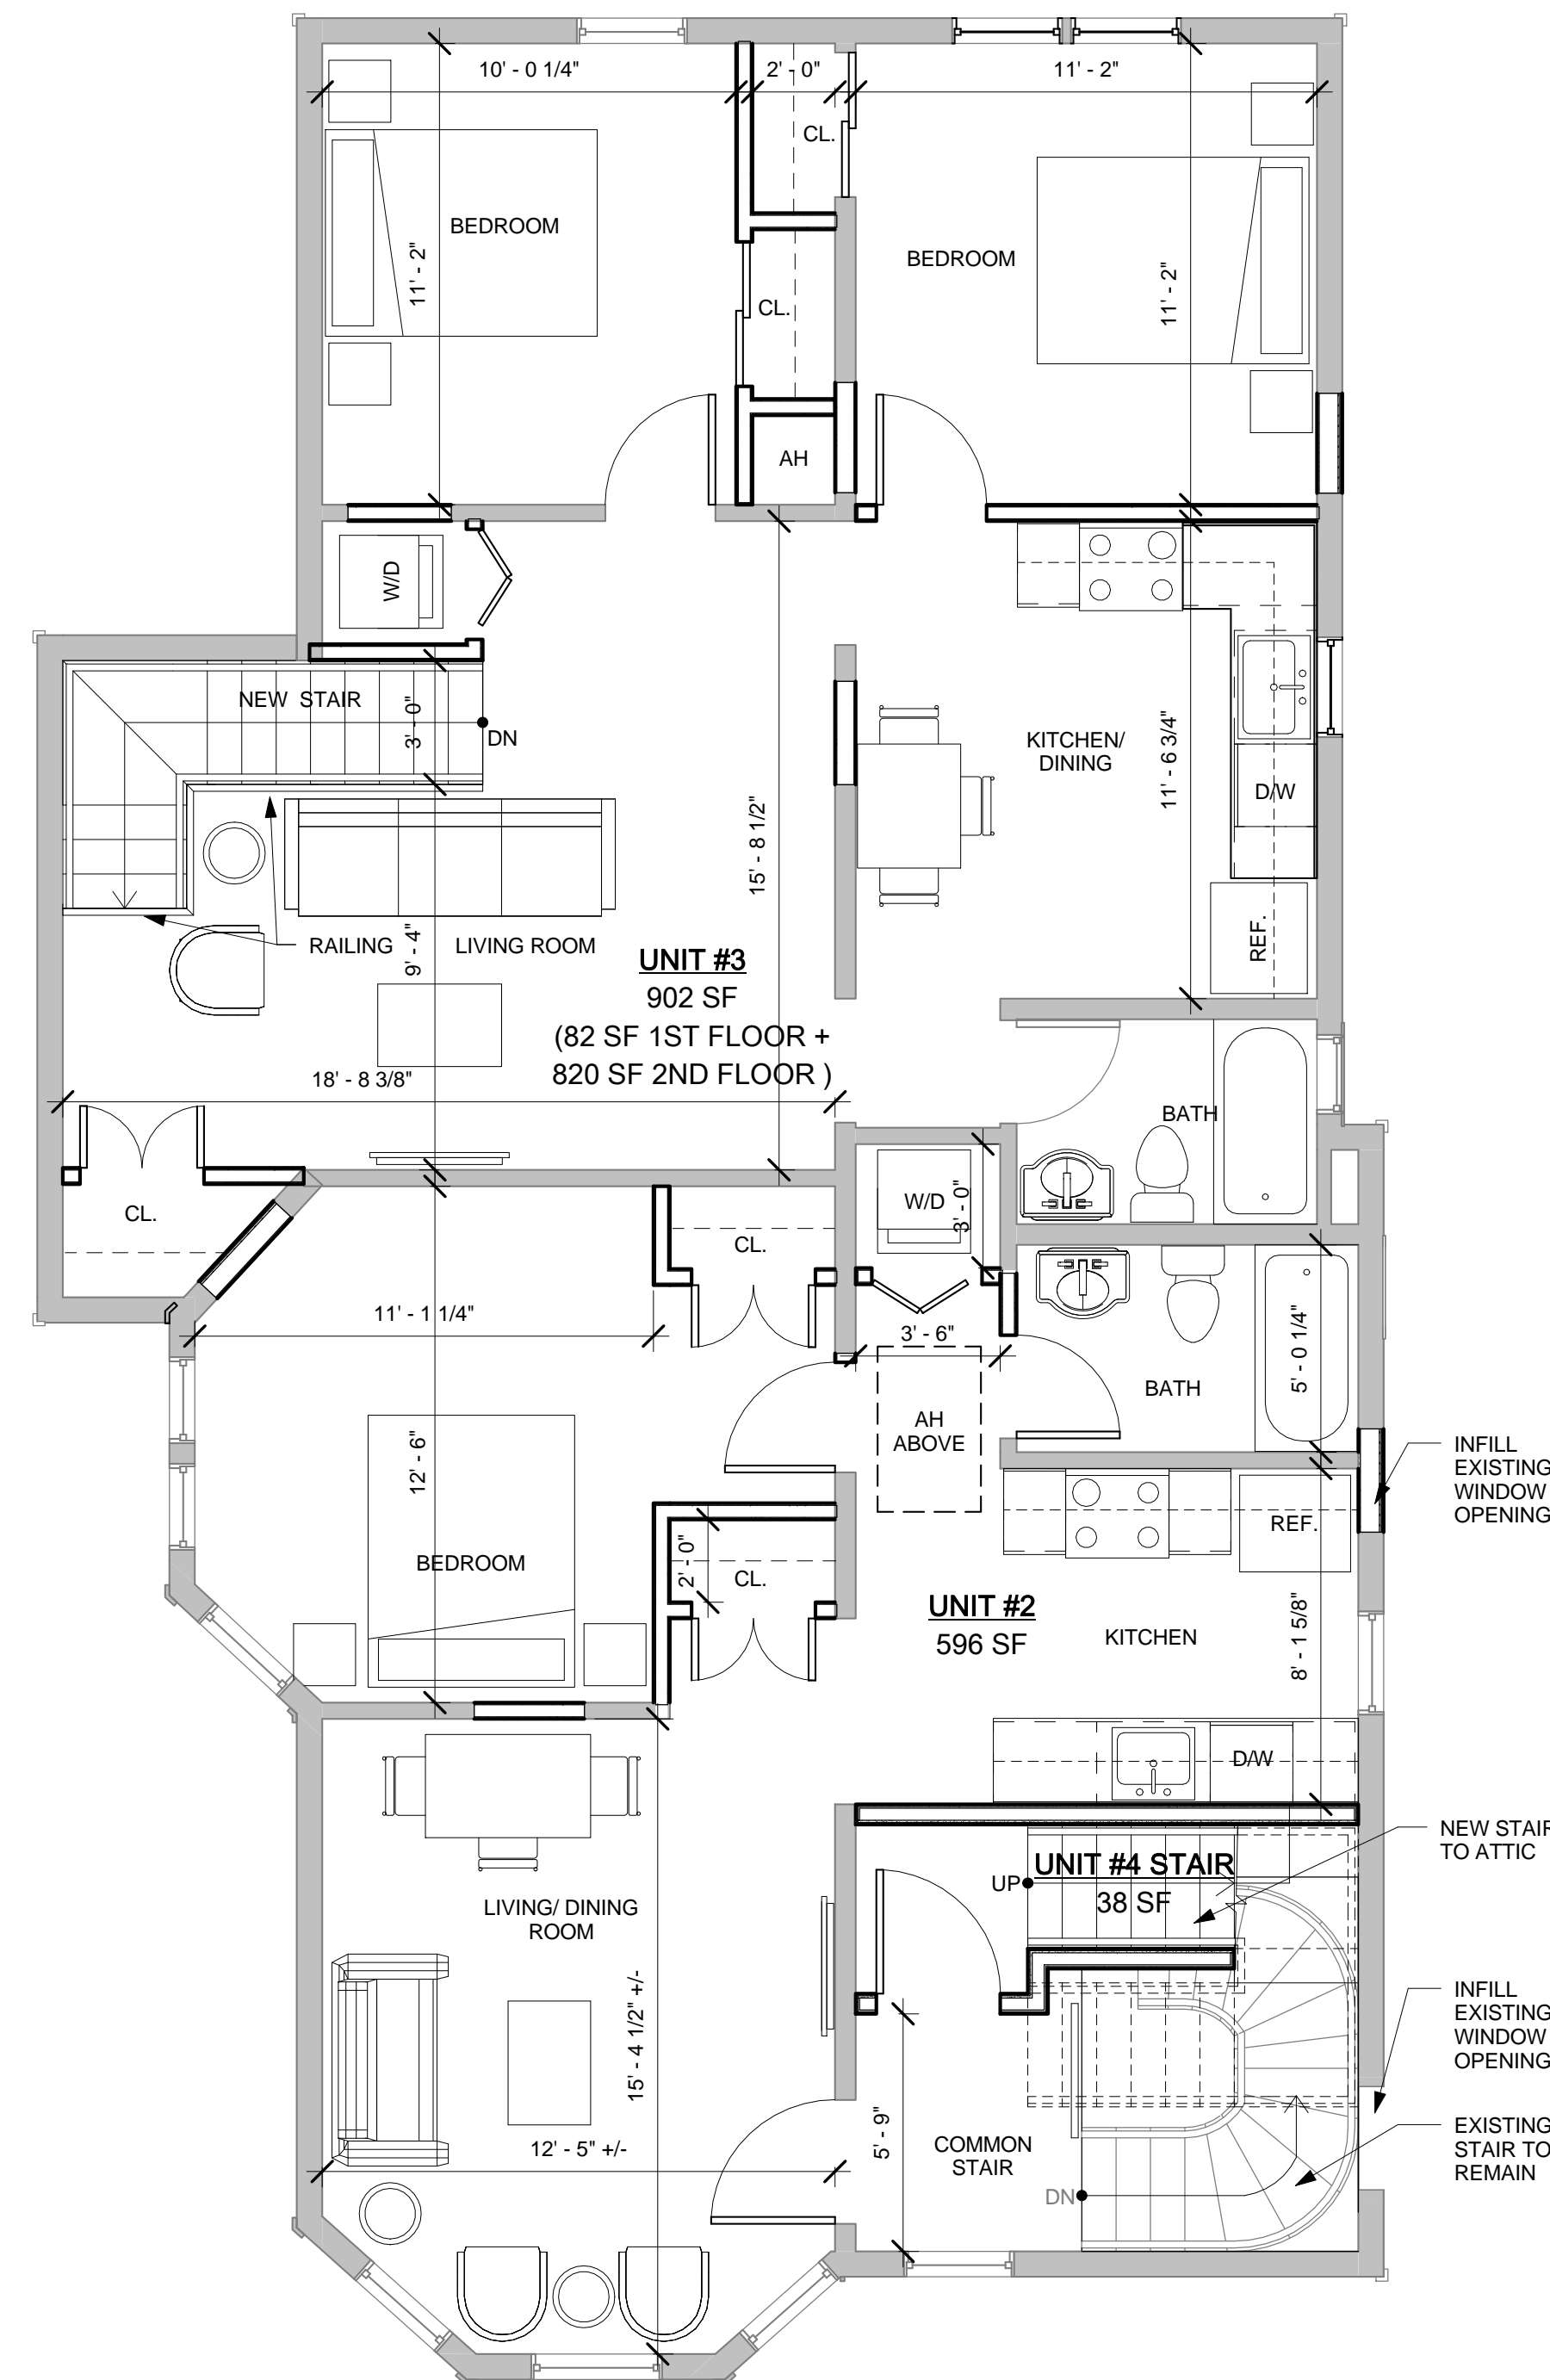 10' - 0 1/4"
2' - 0"
11' - 2"
CL.
BEDROOM
11' - 2"
BEDROOM
11' - 2"
CL.
AH
W/D
NEW STAIR
3' - 0"
DN
KITCHEN/
DINING
11' - 6 3/4"
D/W
15' - 8 1/2"
REF.
RAILING
9' - 4"
LIVING ROOM
UNIT #3
902 SF
(82 SF 1ST FLOOR +
820 SF 2ND FLOOR )
18' - 8 3/8"
BATH
CL.
W/D
3' - 0"
CL.
11' - 1 1/4"
3' - 6"
5' - 0 1/4"
BATH
AH
ABOVE
12' - 6"
INFILL
EXISTING
WINDOW
OPENING
REF.
BEDROOM
2' - 0"
CL.
UNIT #2
596 SF
KITCHEN
8' - 1 5/8"
D/W
NEW STAIR
TO ATTIC
UNIT #4 STAIR
UP
38 SF
LIVING/ DINING
ROOM
INFILL
EXISTING
WINDOW
OPENING
15' - 4 1/2" +/-
12' - 5" +/-
5' - 9"
COMMON
STAIR
DN
EXISTING
STAIR TO
REMAIN